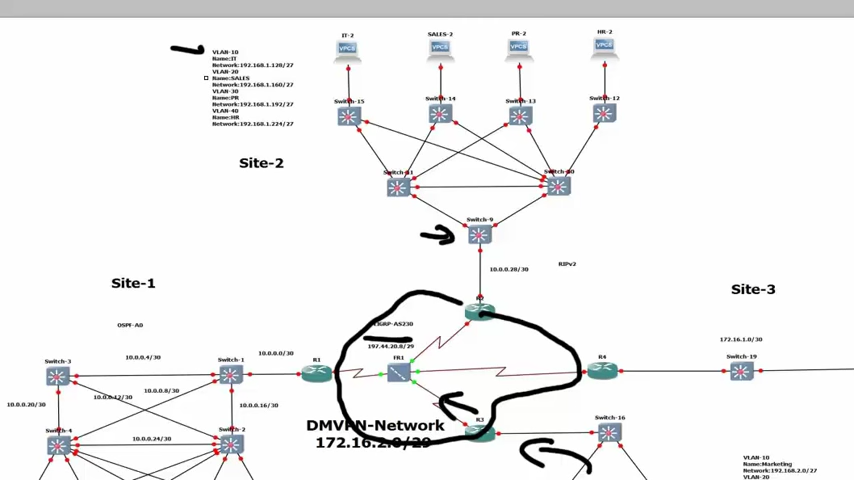 IT-2
SALES-2
PR-2
HR-2
VPCS
VPCS
VPCS
VPCS
VLAN-10
Name:IT
Network:192.168.1.128/27
VLAN-20
Name:SALES
Network:192.168.1.160/27
VLAN-30
Name:PR
Network:192.168.1.192/27
VLAN-40
Name:HR
Network:192.168.1.224/27
Switch-15
Switch-14
Switch-13
Switch-12
Site-2
Switch-9
10.0.0.28/30
RIPv2
Site-1
Site-3
OSPF-A0
EIGRP-AS230
197.44.20.8/29
172.16.1.0/30
Switch-3
10.0.0.4/30
Switch-1
10.0.0.0/30
R1
FR1
R4
Switch-19
10.0.0.20/30
10.0.0.12/30
10.0.0.8/30
10.0.0.16/30
Switch-4
10.0.0.24/30
Switch-2
DMVPN-Network
172.16.2.0/29
R3
Switch-16
VLAN-10
Name:Marketing
Network:192.168.2.0/27
VLAN-20